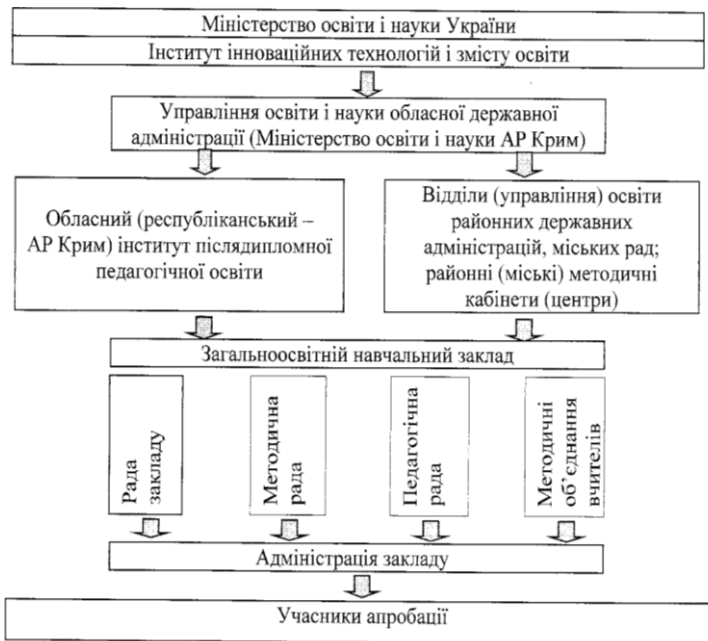 Міністерство освіти і науки України
Інститут інноваційних технологій і змісту освіти
Управління освіти і науки обласної державної
адміністрації (Міністерство освіти і науки АР Крим)
Обласний (республіканський –
АР Крим) інститут післядипломної
педагогічної освіти
Відділи (управління) освіти
районних державних
адміністрацій, міських рад;
районні (міські) методичні
кабінети (центри)
Загальноосвітній навчальний заклад
Рада
закладу
Методична
рада
Педагогічна
рада
Методичні
об’єднання
вчителів
Адміністрація закладу
Учасники апробації